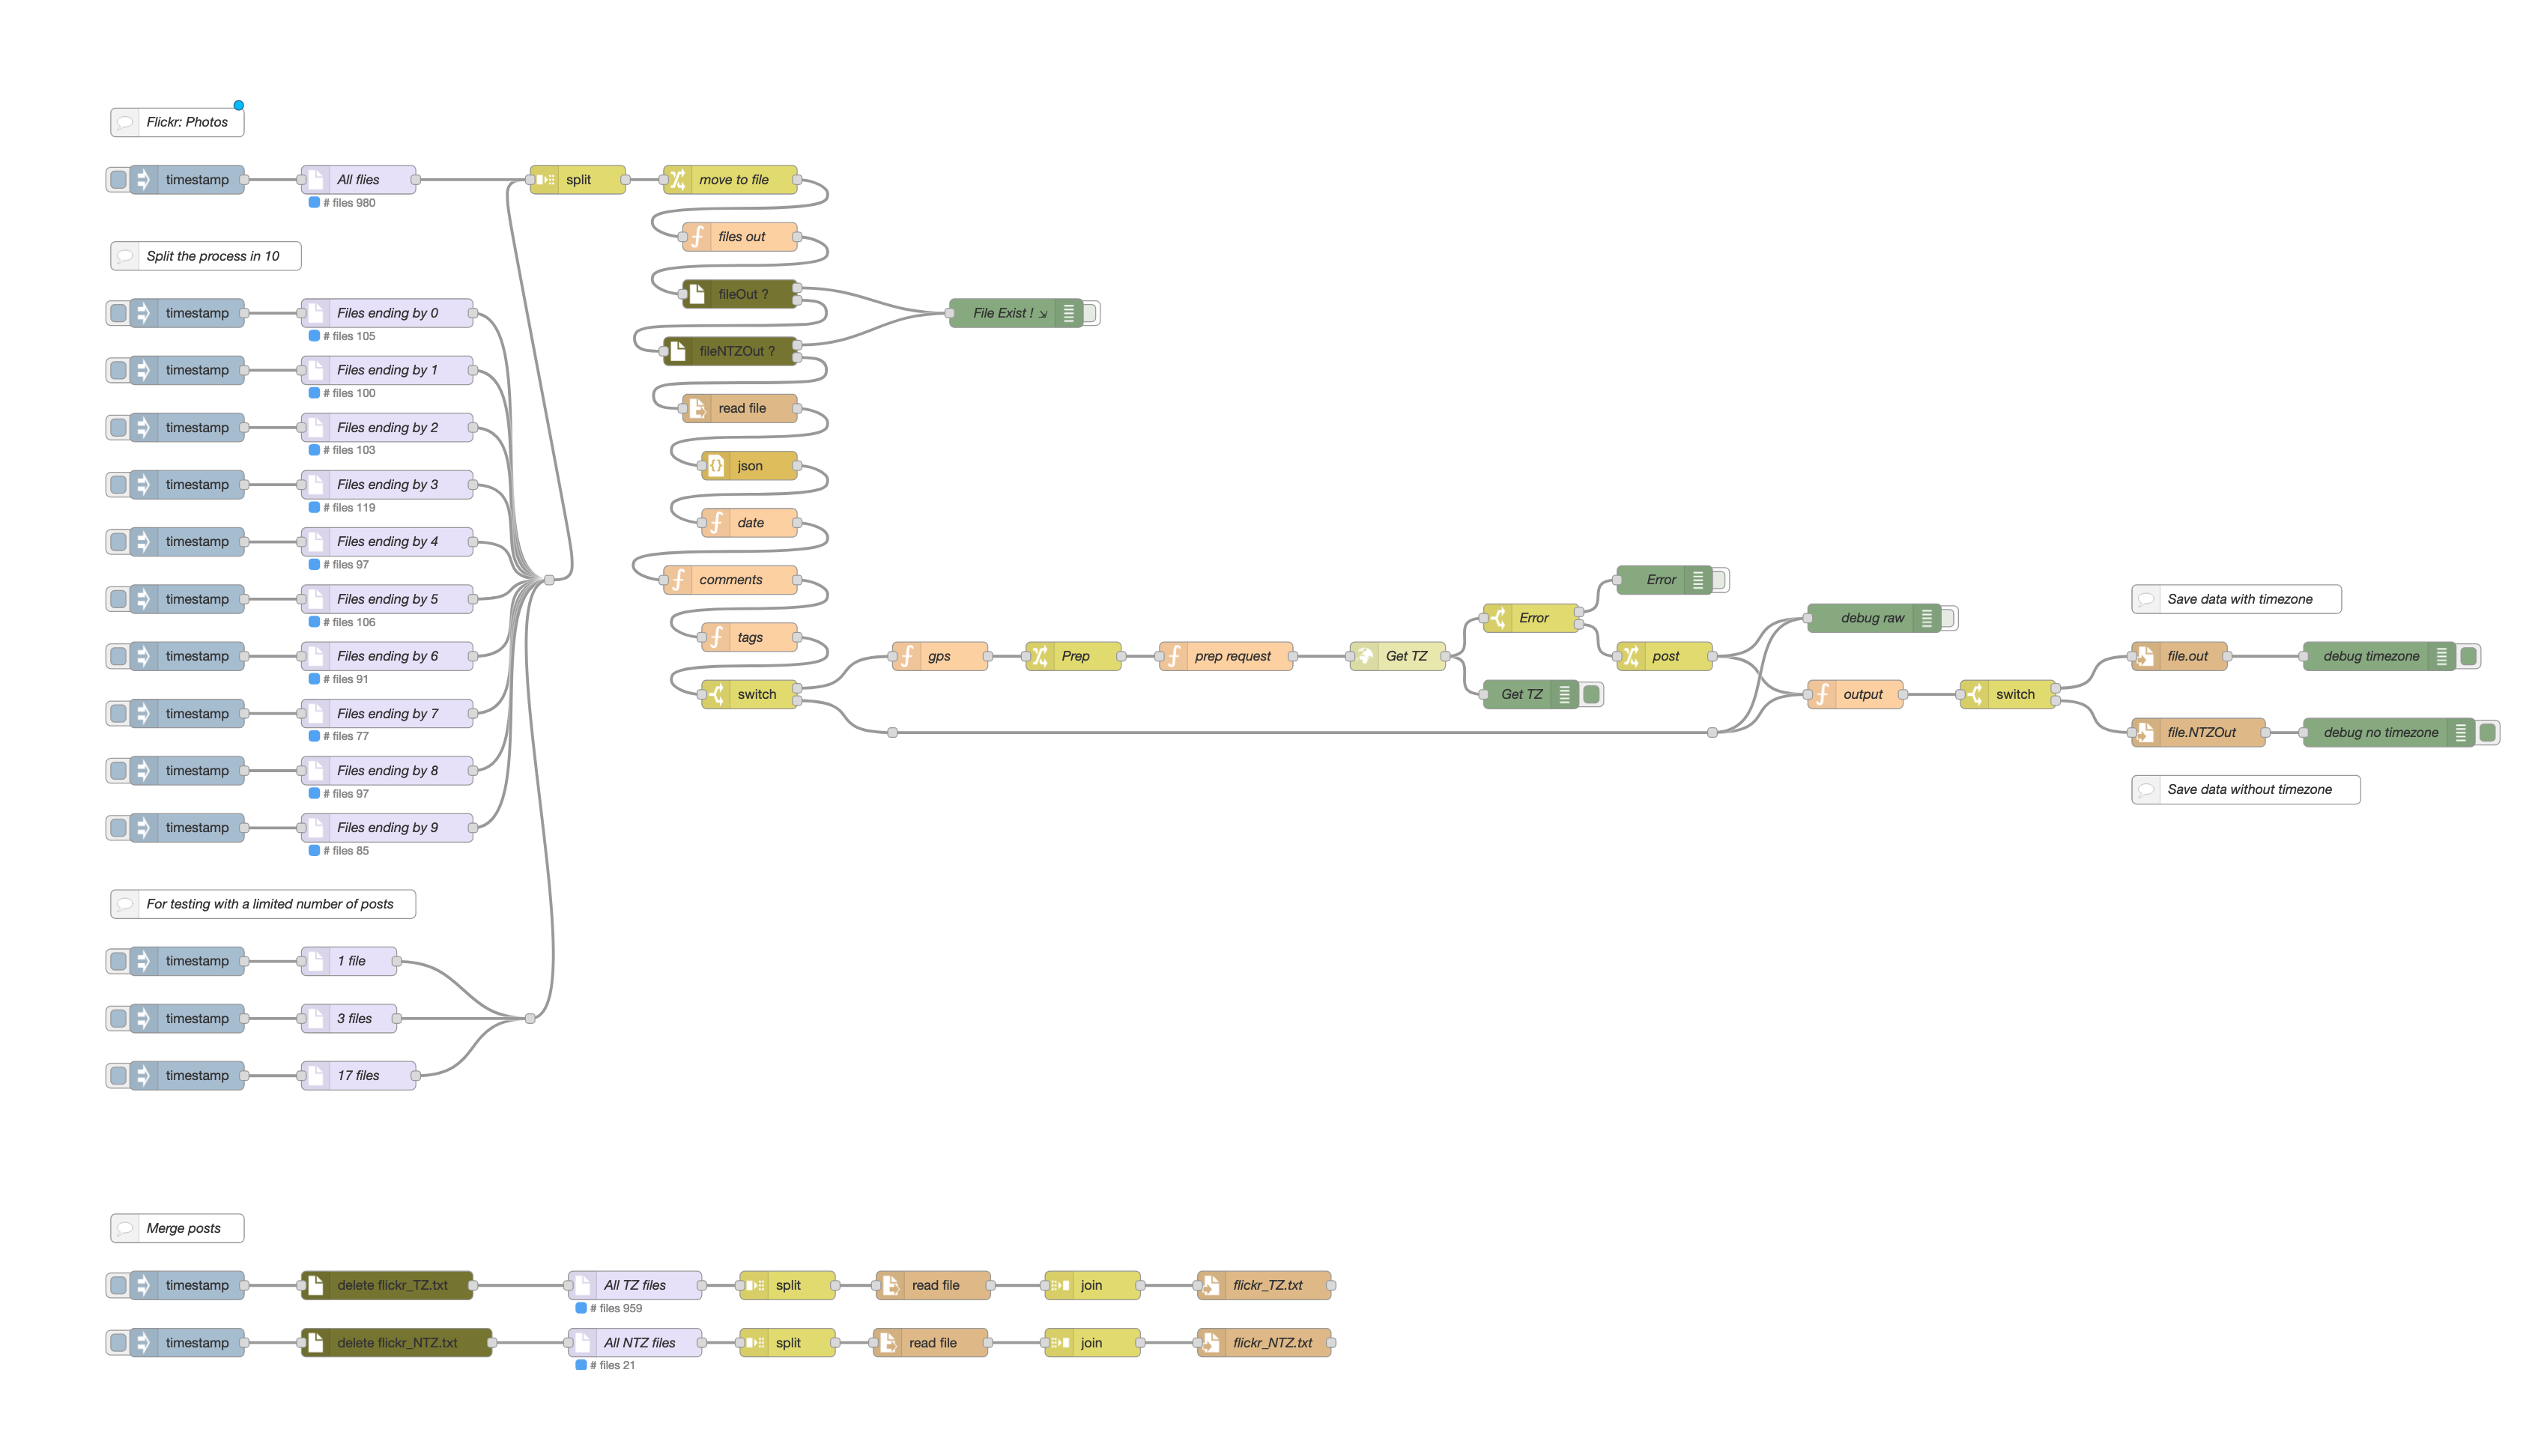 Flickr: Photos
timestamp
All flies
# files 980
split
move to file
files out
Split the process in 10
fileOut ?
timestamp
Files ending by 0
# files 105
File Exist ! ⇲
fileNTZOut ?
timestamp
Files ending by 1
# files 100
read file
timestamp
Files ending by 2
# files 103
json
timestamp
Files ending by 3
# files 119
date
timestamp
Files ending by 4
# files 97
comments
timestamp
Files ending by 5
# files 106
tags
timestamp
Files ending by 6
# files 91
switch
timestamp
Files ending by 7
# files 77
timestamp
Files ending by 8
# files 97
timestamp
Files ending by 9
# files 85
gps
Prep
prep request
Get TZ
Error
Error
post
Get TZ
debug raw
output
switch
Save data with timezone
file.out
debug timezone
file.NTZOut
debug no timezone
Save data without timezone
For testing with a limited number of posts
timestamp
1 file
timestamp
3 files
timestamp
17 files
Merge posts
timestamp
delete flickr_TZ.txt
All TZ files
# files 959
split
read file
join
flickr_TZ.txt
timestamp
delete flickr_NTZ.txt
All NTZ files
# files 21
split
read file
join
flickr_NTZ.txt